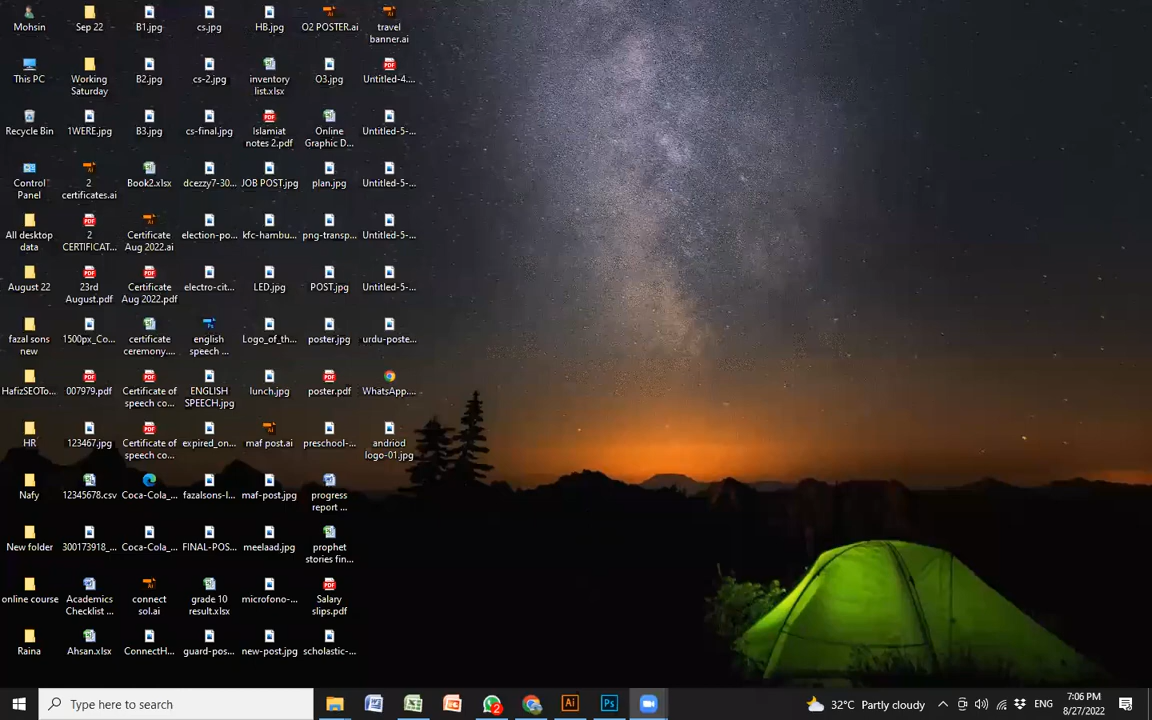 Mohsin
This PC
Recycle Bin
Control
Panel
All desktop
data
August 22
fazal sons
new
HafizSEOTo...
HR
Nafy
New folder
online course
Raina
Sep 22
Working
Saturday
1WERE.jpg
2
certificates.ai
2
CERTIFICAT...
23rd
August.pdf
1500px_Co...
007979.pdf
123467.jpg
12345678.csv
300173918_...
Academics
Checklist ...
Ahsan.xlsx
B1.jpg
B2.jpg
B3.jpg
Book2.xlsx
Certificate
Aug 2022.ai
Certificate
Aug 2022.pdf
certificate
ceremony....
Certificate of
speech co...
Certificate of
speech co...
Coca-Cola_...
Coca-Cola_...
connect
sol.ai
ConnectH...
cs.jpg
cs-2.jpg
cs-final.jpg
dcezzy7-30...
election-po...
electro-cit...
english
speech ...
ENGLISH
SPEECH.jpg
expired_on...
fazalsons-l...
FINAL-POS...
grade 10
result.xlsx
guard-pos...
HB.jpg
inventory
list.xlsx
Islamiat
notes 2.pdf
JOB POST.jpg
kfc-hambu...
LED.jpg
Logo_of_th...
lunch.jpg
maf post.ai
maf-post.jpg
meelaad.jpg
microfono-...
new-post.jpg
O2 POSTER.ai
O3.jpg
Online
Graphic D...
plan.jpg
png-transp...
POST.jpg
poster.jpg
poster.pdf
preschool-...
progress
report ...
prophet
stories fin...
Salary
slips.pdf
scholastic-...
travel
banner.ai
Untitled-4....
Untitled-5-...
Untitled-5-...
Untitled-5-...
Untitled-5-...
urdu-poste...
WhatsApp....
andriod
logo-01.jpg
Type here to search
2
Ai
Ps
32°C Partly cloudy
ENG
7:06 PM
8/27/2022